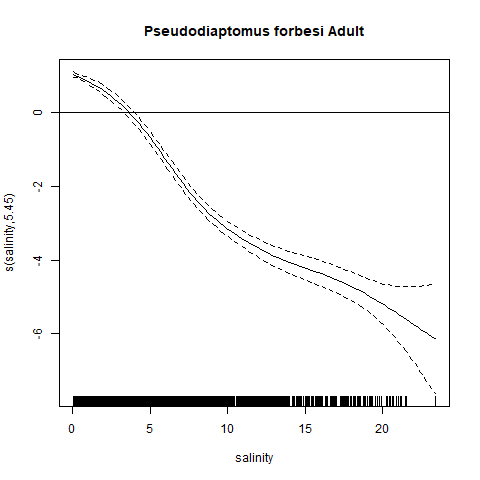 Pseudodiaptomus forbesi Adult
s(salinity,5.45)
0
-2
-4
-6
0 5 10 15 20
salinity